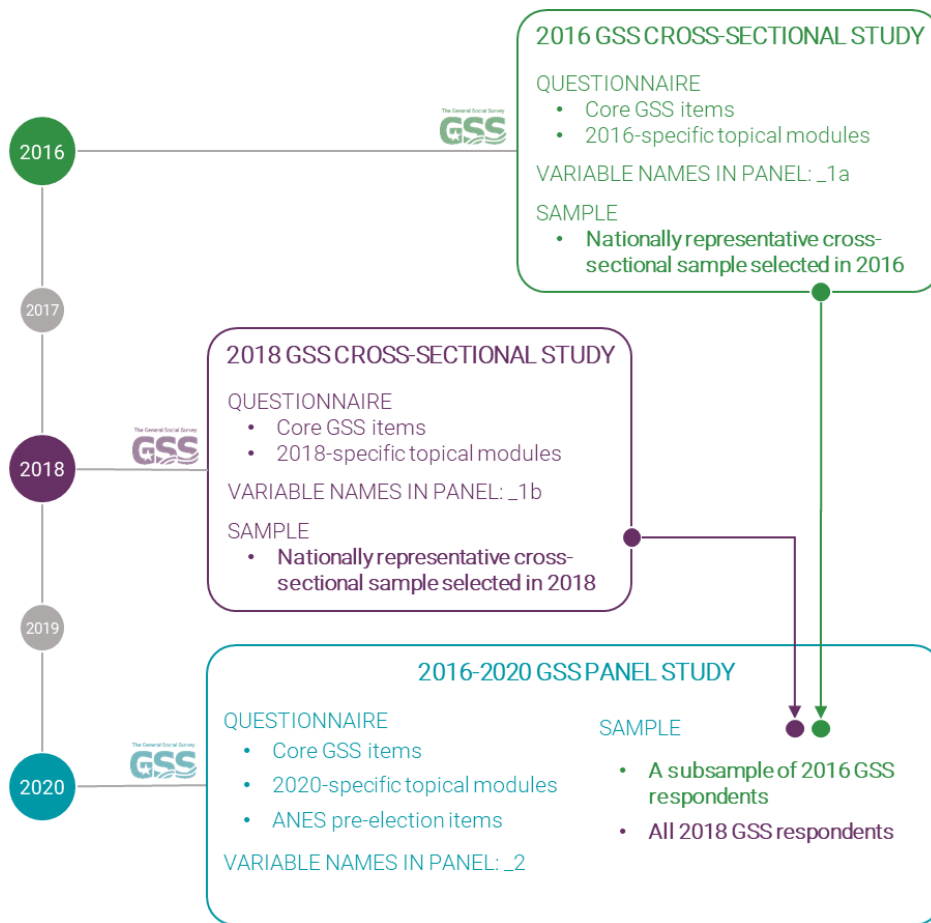 2016 GSS CROSS-SECTIONAL STUDY
QUESTIONNAIRE
• Core GSS items
• 2016-specific topical modules
VARIABLE NAMES IN PANEL: _1a
SAMPLE
• Nationally representative cross-
sectional sample selected in 2016
The General Social Survey
GSS
2016
2017
2018 GSS CROSS-SECTIONAL STUDY
QUESTIONNAIRE
• Core GSS items
• 2018-specific topical modules
VARIABLE NAMES IN PANEL: _1b
SAMPLE
• Nationally representative cross-
sectional sample selected in 2018
The General Social Survey
GSS
2018
2019
2016-2020 GSS PANEL STUDY
QUESTIONNAIRE
• Core GSS items
• 2020-specific topical modules
• ANES pre-election items
VARIABLE NAMES IN PANEL: _2
SAMPLE
• A subsample of 2016 GSS
respondents
• All 2018 GSS respondents
The General Social Survey
GSS
2020